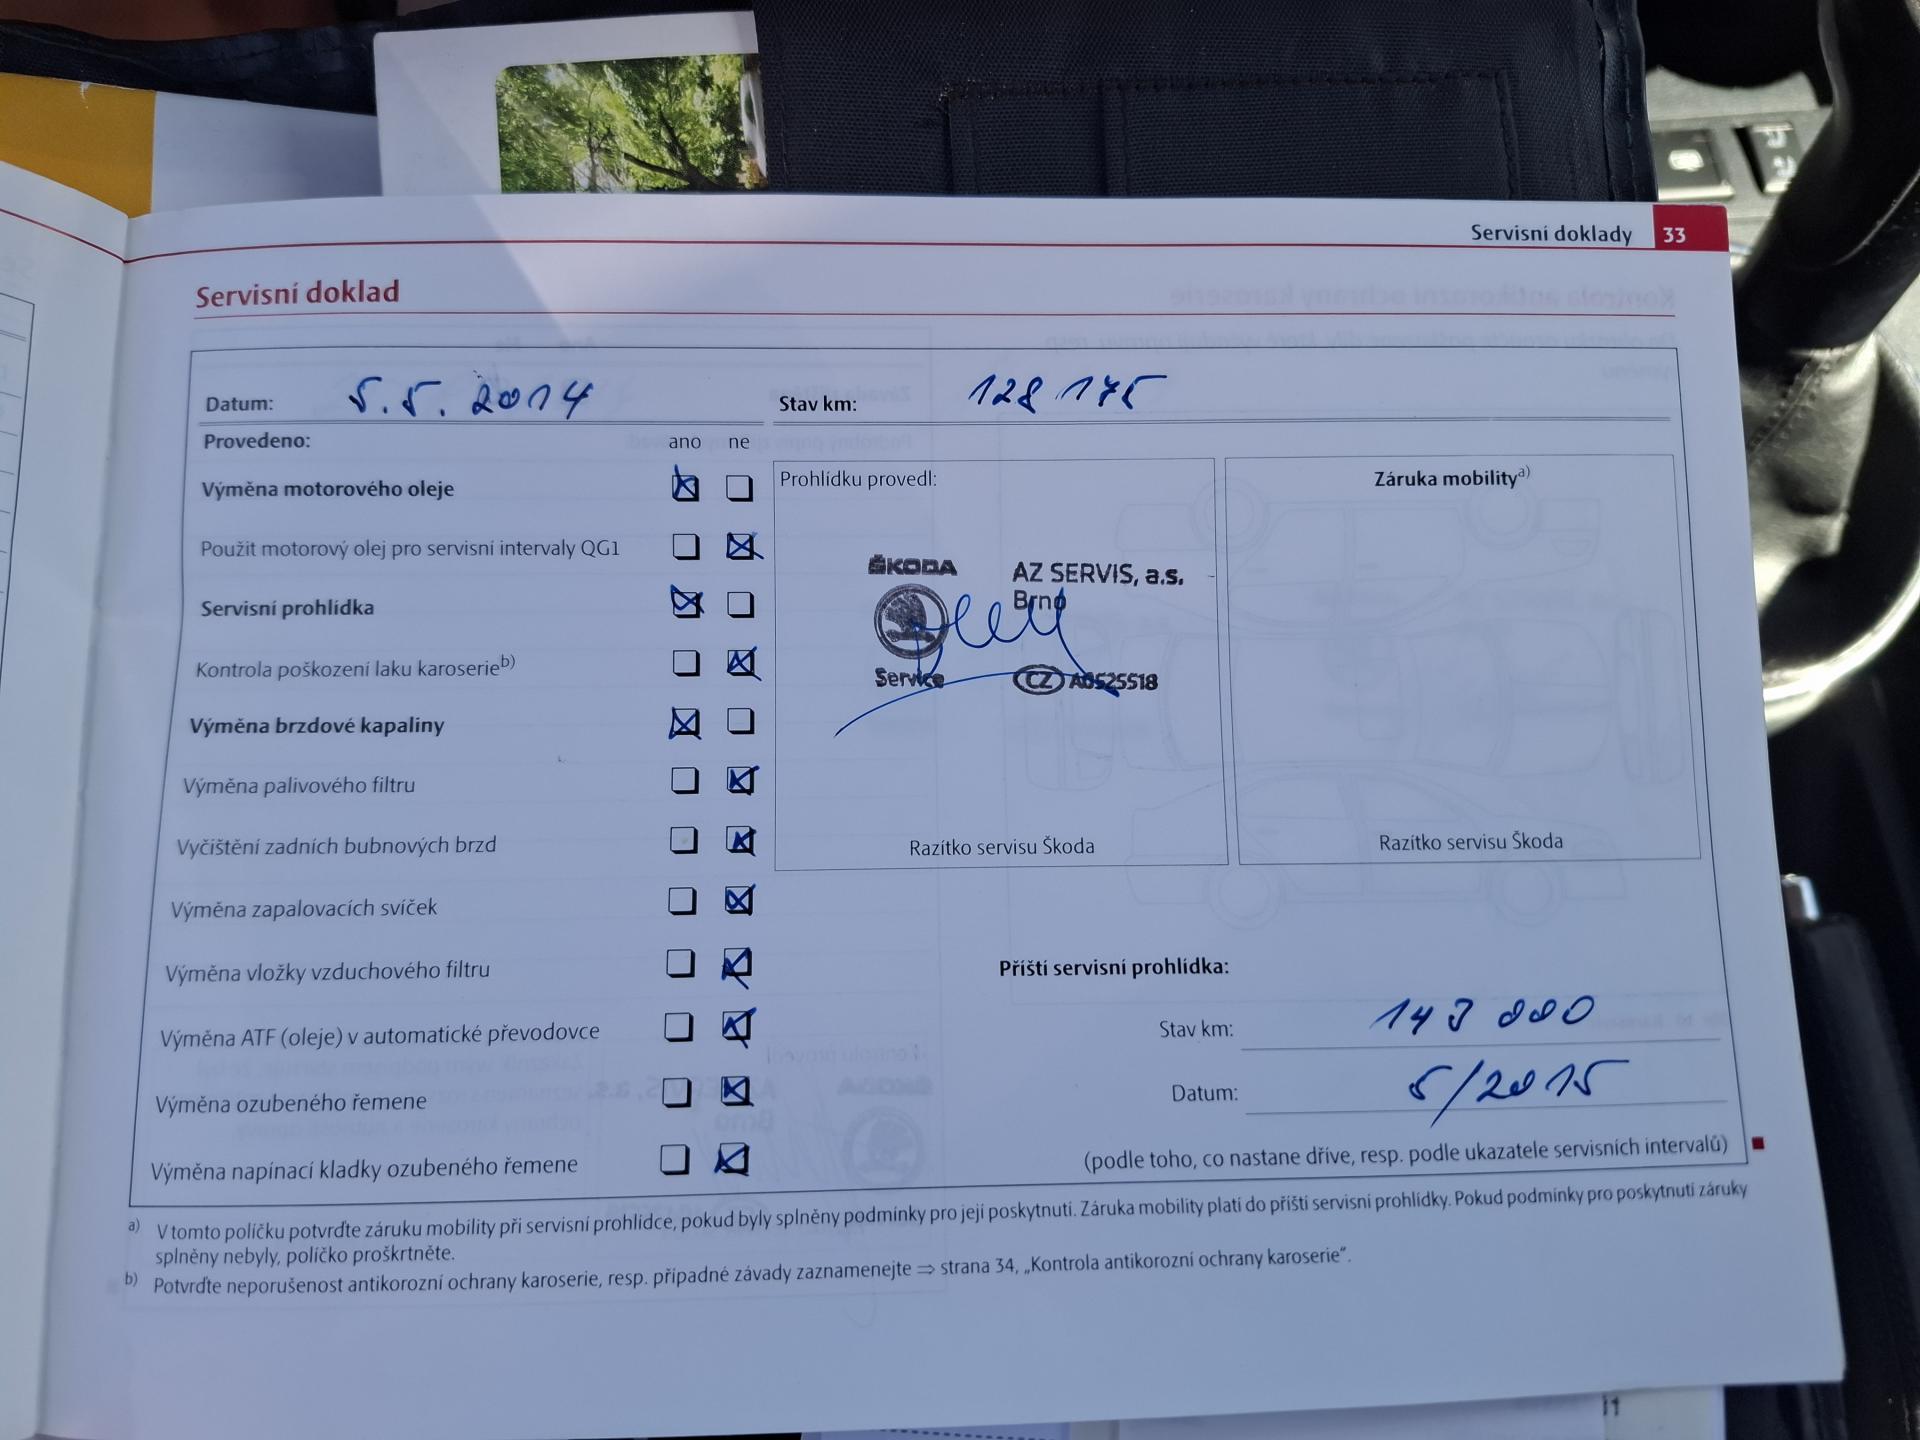 Servisní doklady 33
Servisní doklad
Datum: 5.5.2014 Stav km: 128 175
Provedeno: ano ne
Výměna motorového oleje
Použit motorový olej pro servisní intervaly QG1
Servisní prohlídka
Kontrola poškození laku karoserie b)
Výměna brzdové kapaliny
Výměna palivového filtru
Vyčištění zadních bubnových brzd
Výměna zapalovacích svíček
Výměna vložky vzduchového filtru
Výměna ATF (oleje) v automatické převodovce
Výměna ozubeného řemene
Výměna napínací kladky ozubeného řemene
Prohlídku provedl:
ŠKODA
Service
AZ SERVIS, a.s.
Brno
CZ A0525518
Razítko servisu Škoda
Záruka mobility a)
Razítko servisu Škoda
Příští servisní prohlídka:
Stav km: 143 000
Datum: 5/2015
(podle toho, co nastane dříve, resp. podle ukazatele servisních intervalů)
a) V tomto políčku potvrďte záruku mobility při servisní prohlídce, pokud byly splněny podmínky pro její poskytnutí. Záruka mobility platí do příští servisní prohlídky. Pokud podmínky pro poskytnutí záruky
splněny nebyly, políčko proškrtněte.
b) Potvrďte neporušenost antikorozní ochrany karoserie, resp. případné závady zaznamenejte ⇒ strana 34, „Kontrola antikorozní ochrany karoserie“.